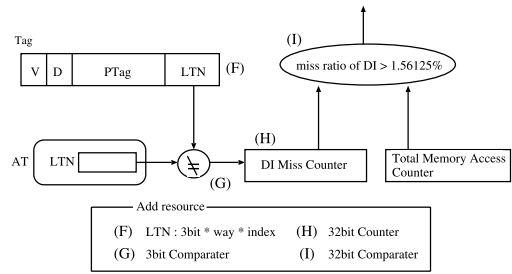 Tag
(I)
V D PTag LTN (F)
miss ratio of DI > 1.56125%
(H)
AT LTN ≠ DI Miss Counter
Total Memory Access
Counter
(G)
Add resource
(F) LTN : 3bit * way * index (H) 32bit Counter
(G) 3bit Comparater (I) 32bit Comparater